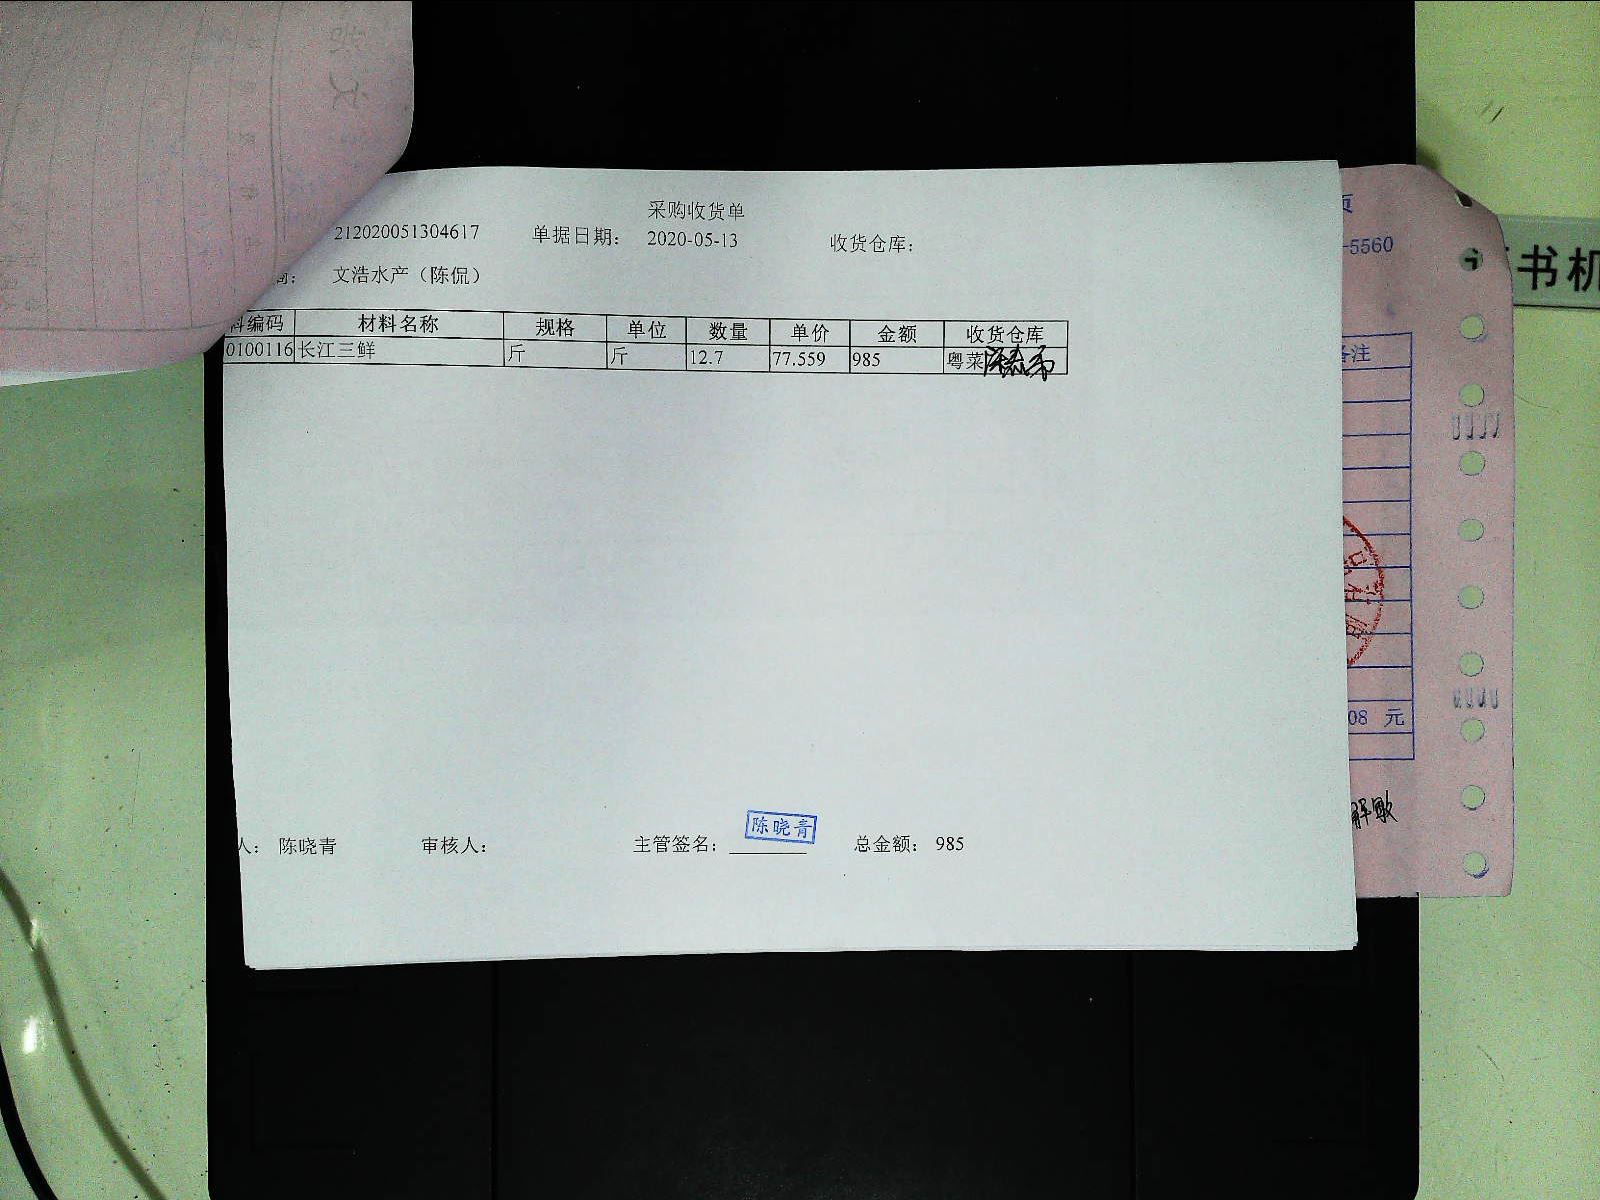 采购收货单
212020051304617 单据日期: 2020-05-13 收货仓库:
商: 文浩水产（陈侃）
料编码 材料名称 规格 单位 数量 单价 金额 收货仓库
0100116 长江三鲜 斤 斤 12.7 77.559 985 粤菜
人: 陈晓青 审核人: 主管签名: 陈晓青 总金额: 985
页
-5560
备注
08 元
书机